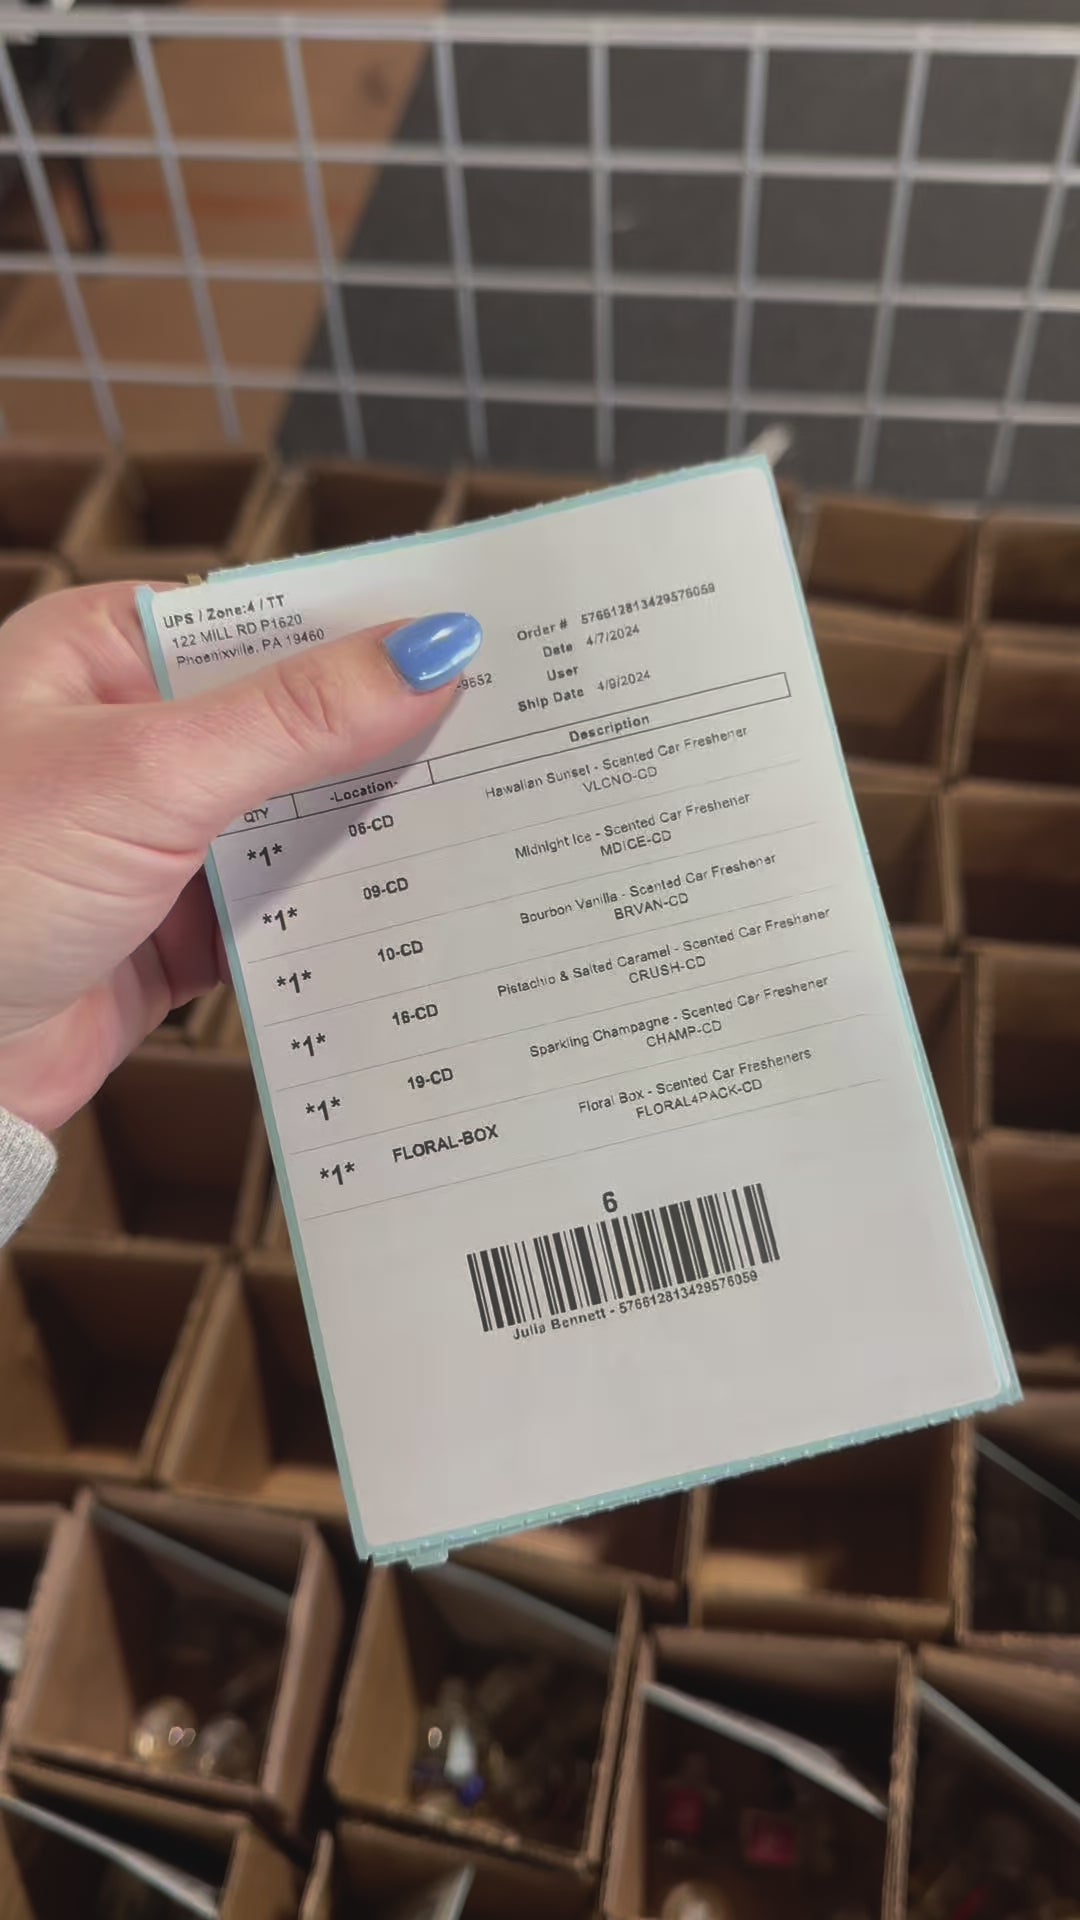 UPS / Zone:4 / TT
122 MILL RD P1620
Phoenixville, PA 19460
-9652
Order # 576612813429576059
Date 4/7/2024
User
Ship Date 4/9/2024
QTY -Location- Description
*1* 06-CD Hawaiian Sunset - Scented Car Freshener
VLCNO-CD
*1* 09-CD Midnight Ice - Scented Car Freshener
MDICE-CD
*1* 10-CD Bourbon Vanilla - Scented Car Freshener
BRVAN-CD
*1* 16-CD Pistachio & Salted Caramel - Scented Car Freshener
CRUSH-CD
*1* 19-CD Sparkling Champagne - Scented Car Freshener
CHAMP-CD
*1* FLORAL-BOX Floral Box - Scented Car Fresheners
FLORAL4PACK-CD
6
Julia Bennett - 576612813429576059